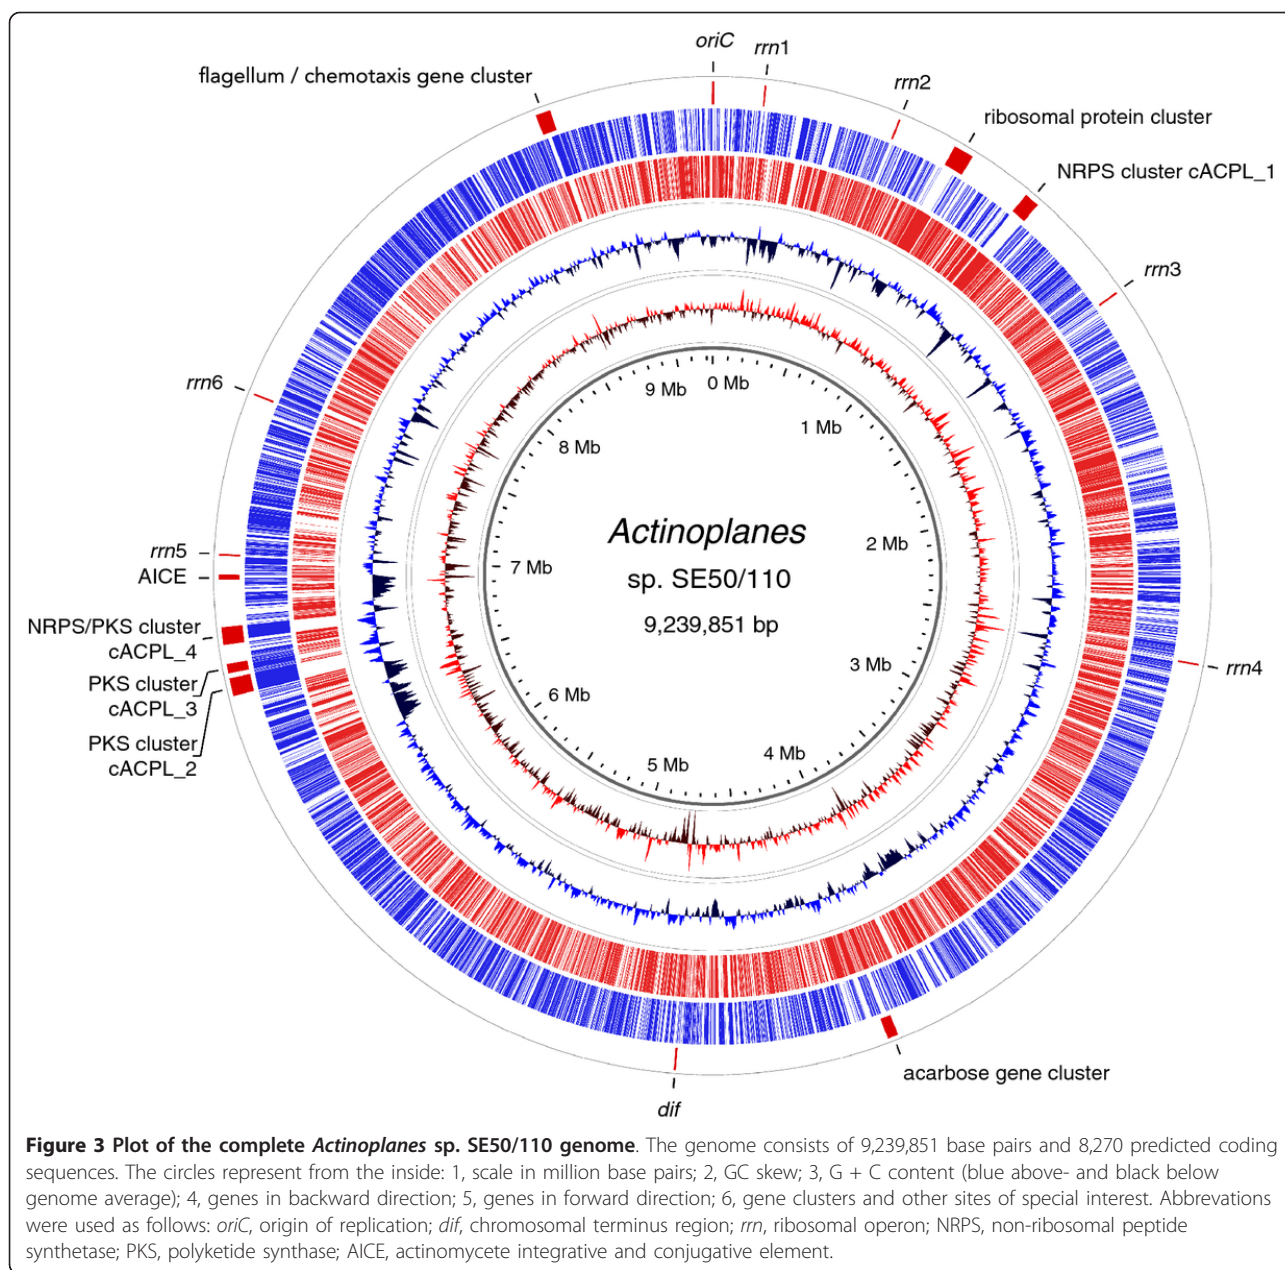 oriC
rrn1
flagellum / chemotaxis gene cluster
rrn2
ribosomal protein cluster
NRPS cluster cACPL_1
rrn3
rrn6
9 Mb
0 Mb
1 Mb
8 Mb
Actinoplanes
sp. SE50/110
9,239,851 bp
2 Mb
7 Mb
rrn5
AICE
NRPS/PKS cluster
cACPL_4
PKS cluster
cACPL_3
PKS cluster
cACPL_2
3 Mb
rrn4
6 Mb
5 Mb
4 Mb
acarbose gene cluster
dif
Figure 3 Plot of the complete Actinoplanes sp. SE50/110 genome. The genome consists of 9,239,851 base pairs and 8,270 predicted coding
sequences. The circles represent from the inside: 1, scale in million base pairs; 2, GC skew; 3, G + C content (blue above- and black below
genome average); 4, genes in backward direction; 5, genes in forward direction; 6, gene clusters and other sites of special interest. Abbrevations
were used as follows: oriC, origin of replication; dif, chromosomal terminus region; rrn, ribosomal operon; NRPS, non-ribosomal peptide
synthetase; PKS, polyketide synthase; AICE, actinomycete integrative and conjugative element.